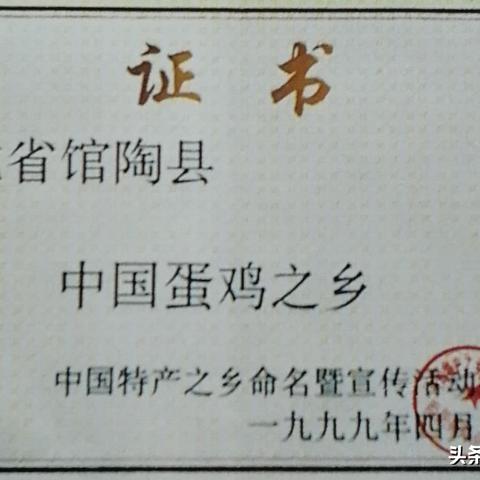 证书
省馆陶县
中国蛋鸡之乡
中国特产之乡命名暨宣传活动
一九九九年四月
头条